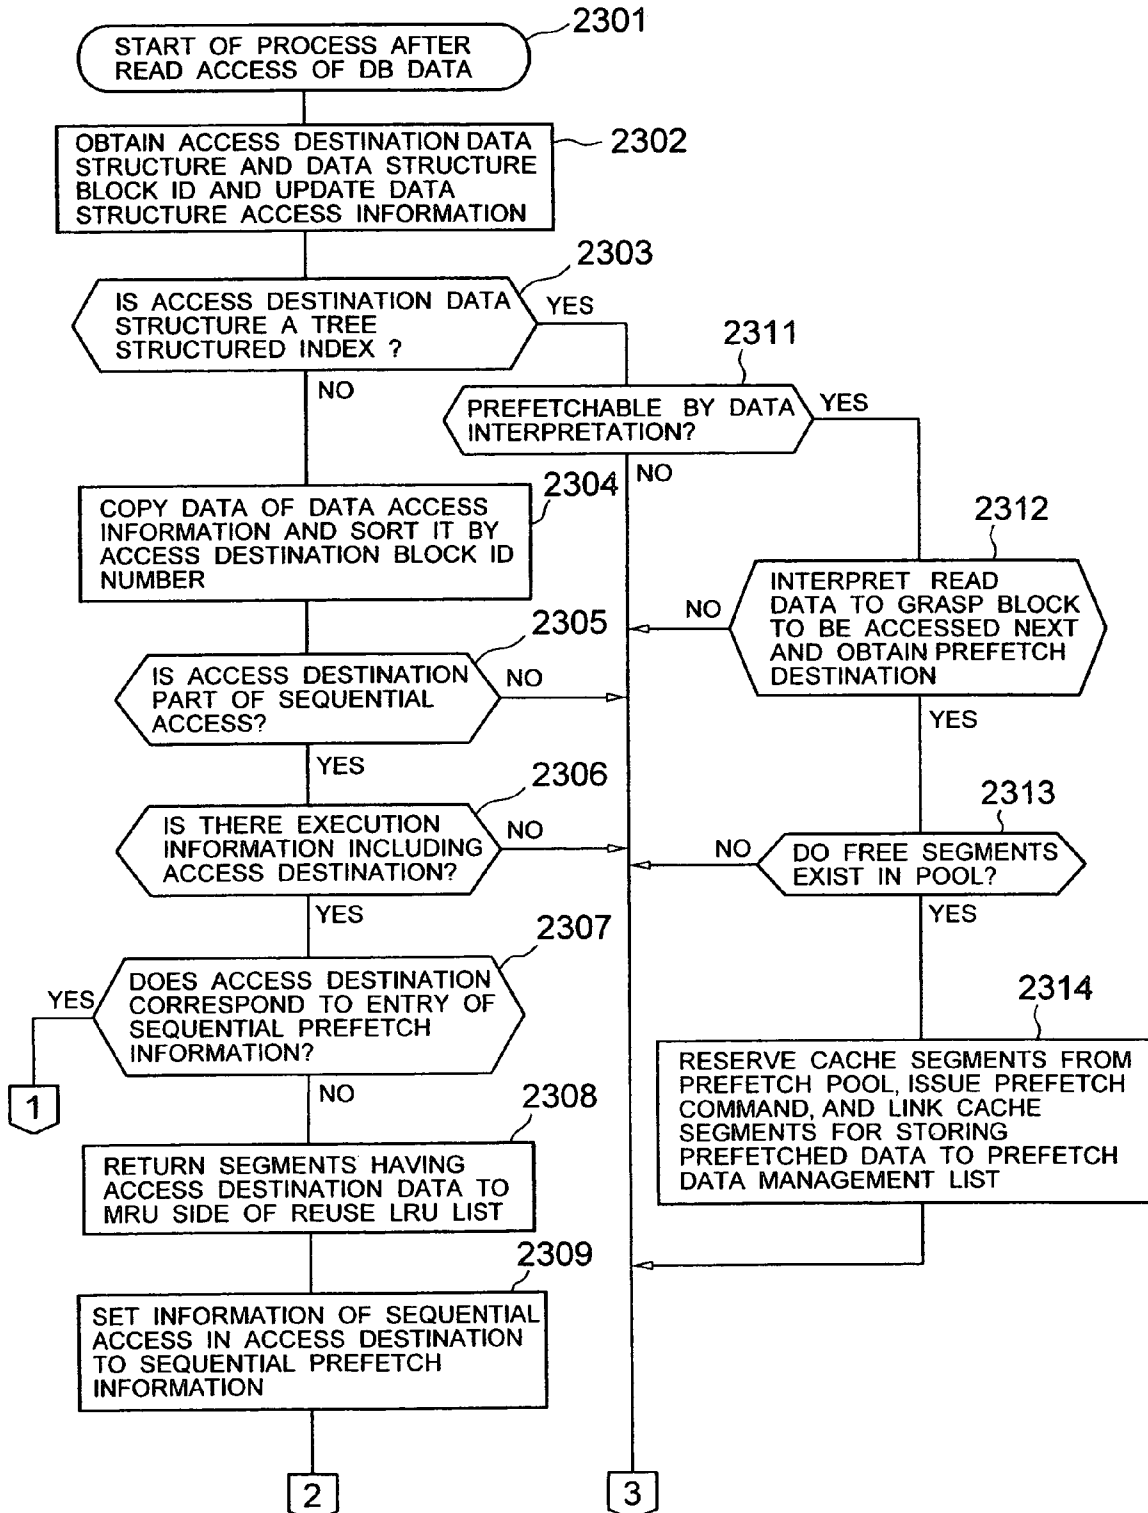 2301
START OF PROCESS AFTER
READ ACCESS OF DB DATA
2302
OBTAIN ACCESS DESTINATION DATA
STRUCTURE AND DATA STRUCTURE
BLOCK ID AND UPDATE DATA
STRUCTURE ACCESS INFORMATION
2303
IS ACCESS DESTINATION DATA
STRUCTURE A TREE
STRUCTURED INDEX ?
YES
NO
2311
PREFETCHABLE BY DATA
INTERPRETATION?
YES
NO
2304
COPY DATA OF DATA ACCESS
INFORMATION AND SORT IT BY
ACCESS DESTINATION BLOCK ID
NUMBER
2312
INTERPRET READ
DATA TO GRASP BLOCK
TO BE ACCESSED NEXT
AND OBTAIN PREFETCH
DESTINATION
NO
YES
2305
IS ACCESS DESTINATION
PART OF SEQUENTIAL
ACCESS?
NO
YES
2306
IS THERE EXECUTION
INFORMATION INCLUDING
ACCESS DESTINATION?
NO
YES
2313
DO FREE SEGMENTS
EXIST IN POOL?
NO
YES
2307
DOES ACCESS DESTINATION
CORRESPOND TO ENTRY OF
SEQUENTIAL PREFETCH
INFORMATION?
YES
1
NO
2314
RESERVE CACHE SEGMENTS FROM
PREFETCH POOL, ISSUE PREFETCH
COMMAND, AND LINK CACHE
SEGMENTS FOR STORING
PREFETCHED DATA TO PREFETCH
DATA MANAGEMENT LIST
2308
RETURN SEGMENTS HAVING
ACCESS DESTINATION DATA TO
MRU SIDE OF REUSE LRU LIST
2309
SET INFORMATION OF SEQUENTIAL
ACCESS IN ACCESS DESTINATION
TO SEQUENTIAL PREFETCH
INFORMATION
2
3